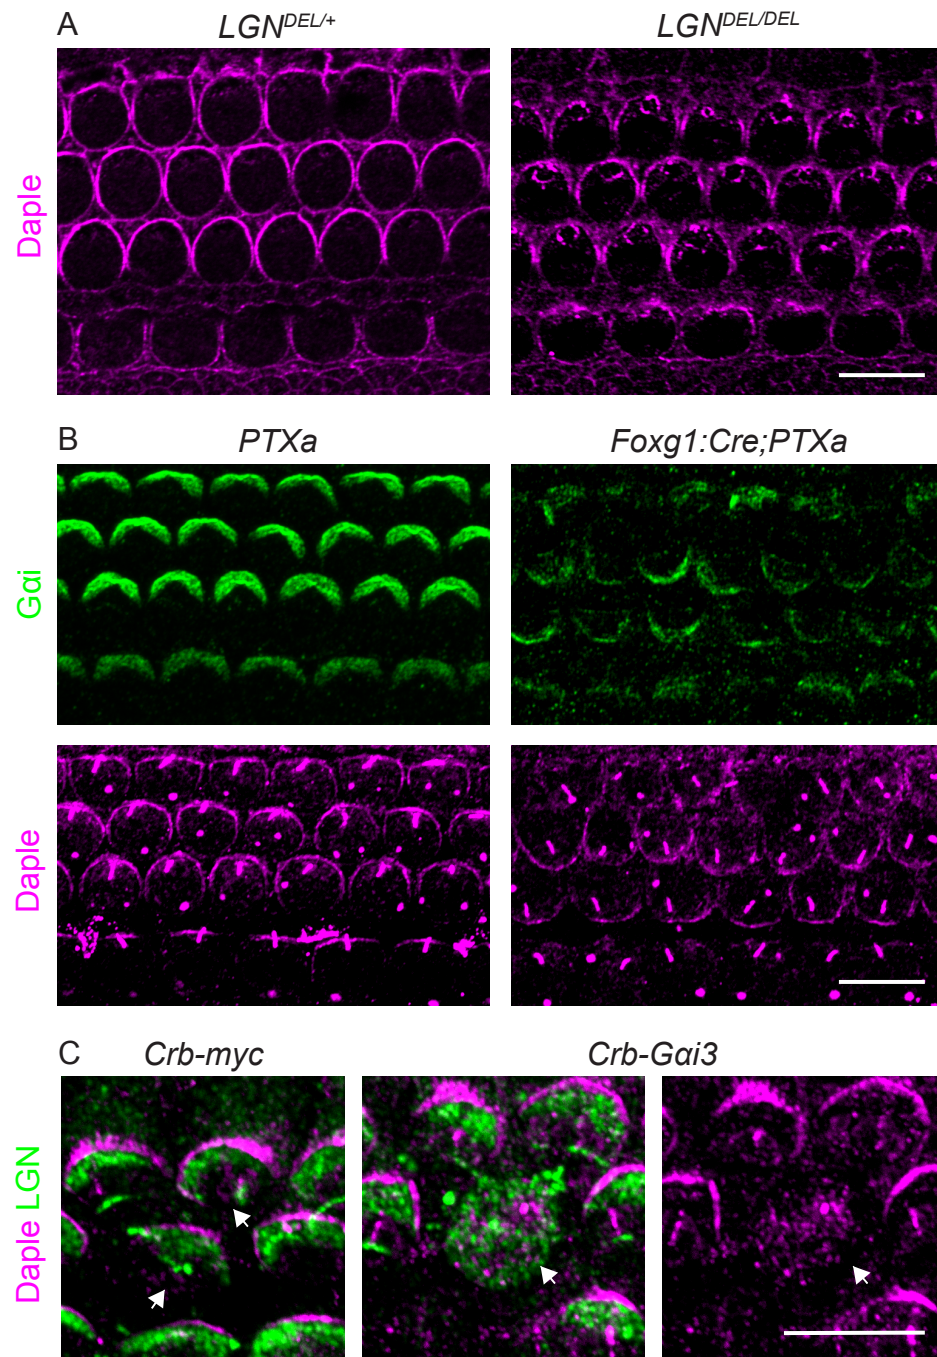 A
LGN^DEL/+
LGN^DEL/DEL
Daple
B
PTXa
Foxg1:Cre;PTXa
Gαi
Daple
C
Crb-myc
Crb-Gαi3
Daple LGN